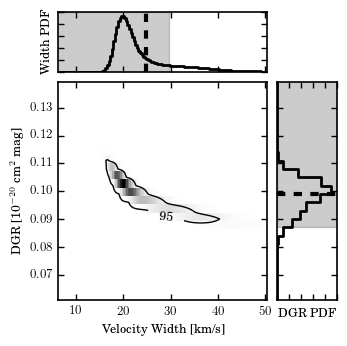 Width PDF
0.13
0.12
0.11
0.10
0.09
0.08
0.07
DGR [10⁻²⁰ cm² mag]
95
DGR PDF
10 20 30 40 50
Velocity Width [km/s]